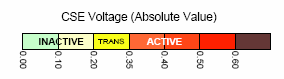 CSE Voltage (Absolute Value)
INACTIVE TRANS ACTIVE
0.00 0.10 0.20 0.35 0.40 0.50 0.60